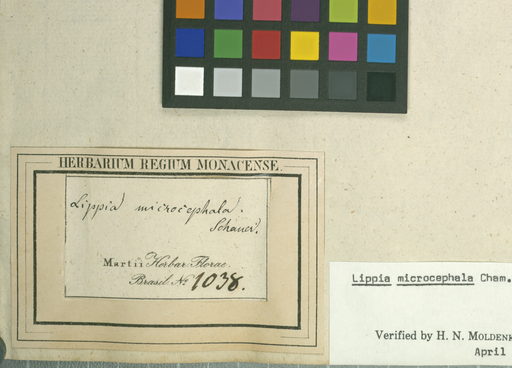 HERBARIUM REGIUM MONACENSE.
Lippia microcephala.
Schauer.
Martii Herbar. Florae
Brasil. No. 1038.
Lippia microcephala Cham.
Verified by H. N. MOLDENK
April